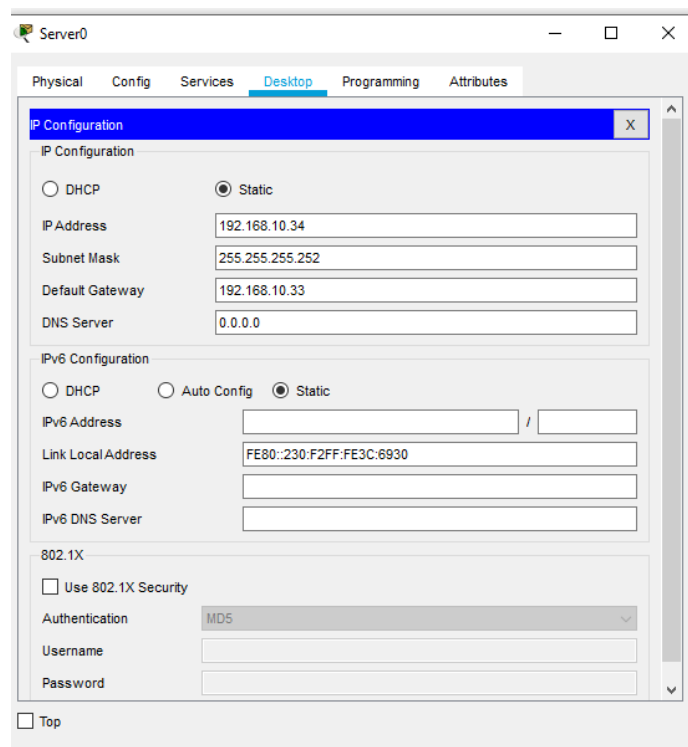 Server0
Physical Config Services Desktop Programming Attributes
IP Configuration X
IP Configuration
DHCP Static
IP Address 192.168.10.34
Subnet Mask 255.255.255.252
Default Gateway 192.168.10.33
DNS Server 0.0.0.0
IPv6 Configuration
DHCP Auto Config Static
IPv6 Address /
Link Local Address FE80::230:F2FF:FE3C:6930
IPv6 Gateway
IPv6 DNS Server
802.1X
Use 802.1X Security
Authentication MD5
Username
Password
Top